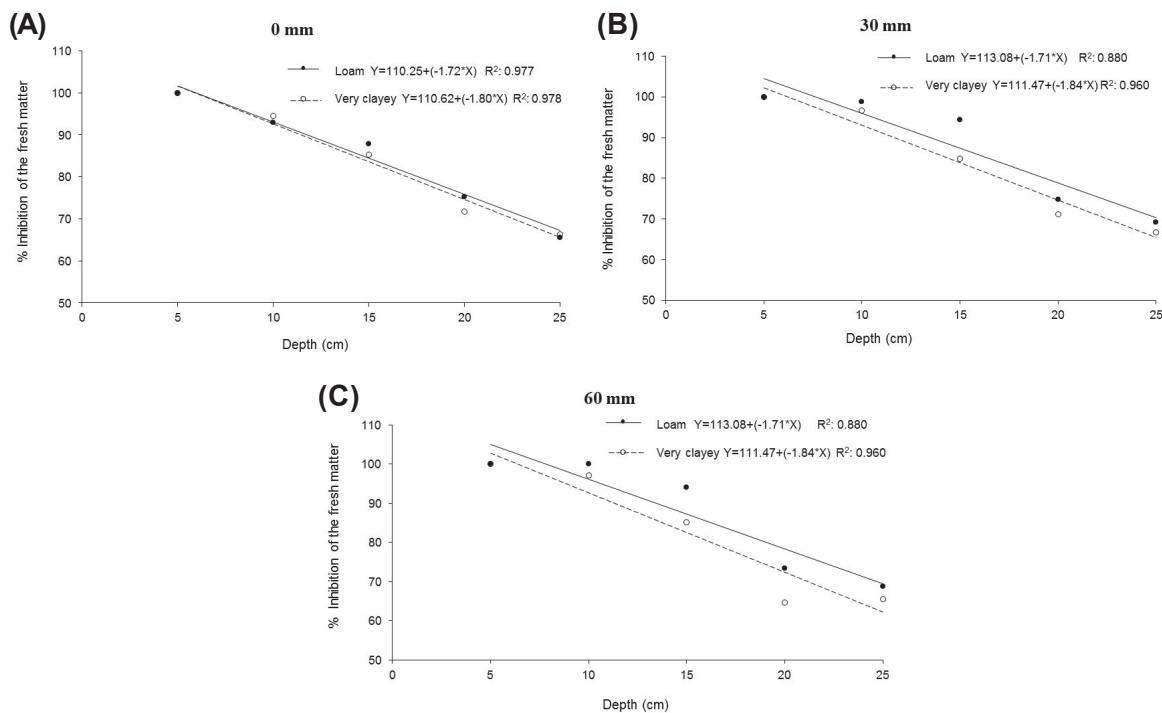 (A)
0 mm
110
100
90
80
70
60
50
% Inhibition of the fresh matter
Loam Y=110.25+(-1.72*X) R²: 0.977
Very clayey Y=110.62+(-1.80*X) R²: 0.978
0 5 10 15 20 25
Depth (cm)
(B)
30 mm
110
100
90
80
70
60
50
% Inhibition of the fresh matter
Loam Y=113.08+(-1.71*X) R²: 0.880
Very clayey Y=111.47+(-1.84*X) R²: 0.960
0 5 10 15 20 25
Depth (cm)
(C)
60 mm
110
100
90
80
70
60
50
% Inhibition of the fresh matter
Loam Y=113.08+(-1.71*X) R²: 0.880
Very clayey Y=111.47+(-1.84*X) R²: 0.960
0 5 10 15 20 25
Depth (cm)